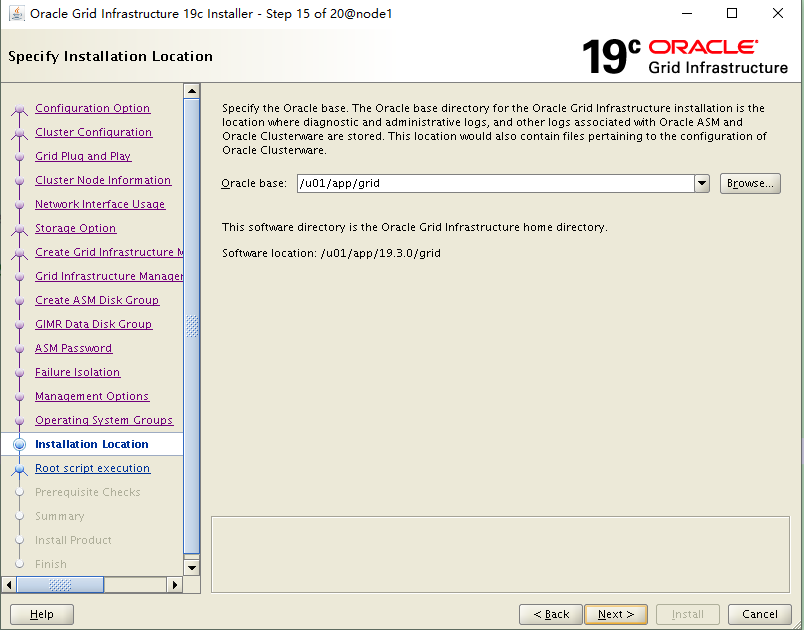 Oracle Grid Infrastructure 19c Installer - Step 15 of 20@node1
Specify Installation Location
19c ORACLE
Grid Infrastructure
Configuration Option
Cluster Configuration
Grid Plug and Play
Cluster Node Information
Network Interface Usage
Storage Option
Create Grid Infrastructure M
Grid Infrastructure Manager
Create ASM Disk Group
GIMR Data Disk Group
ASM Password
Failure Isolation
Management Options
Operating System Groups
Installation Location
Root script execution
Prerequisite Checks
Summary
Install Product
Finish
Specify the Oracle base. The Oracle base directory for the Oracle Grid Infrastructure installation is the
location where diagnostic and administrative logs, and other logs associated with Oracle ASM and
Oracle Clusterware are stored. This location would also contain files pertaining to the configuration of
Oracle Clusterware.
Oracle base: /u01/app/grid Browse...
This software directory is the Oracle Grid Infrastructure home directory.
Software location: /u01/app/19.3.0/grid
Help < Back Next > Install Cancel